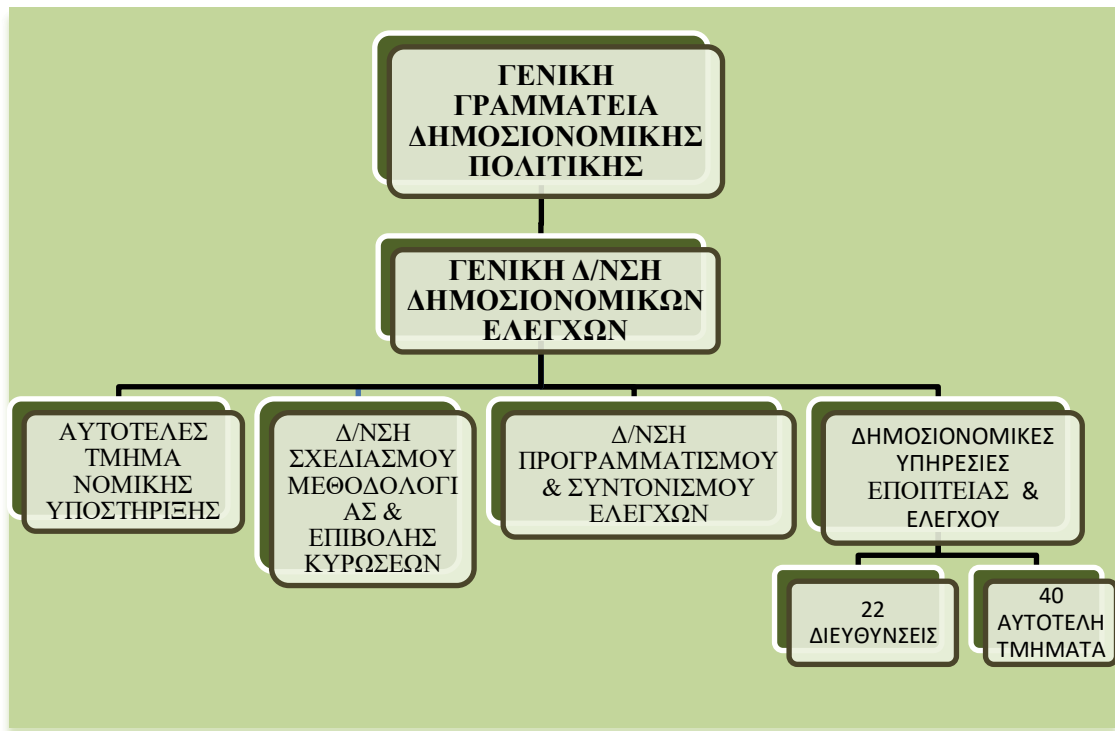 ΓΕΝΙΚΗ
ΓΡΑΜΜΑΤΕΙΑ
ΔΗΜΟΣΙΟΝΟΜΙΚΗΣ
ΠΟΛΙΤΙΚΗΣ
ΓΕΝΙΚΗ Δ/ΝΣΗ
ΔΗΜΟΣΙΟΝΟΜΙΚΩΝ
ΕΛΕΓΧΩΝ
ΑΥΤΟΤΕΛΕΣ
ΤΜΗΜΑ
ΝΟΜΙΚΗΣ
ΥΠΟΣΤΗΡΙΞΗΣ
Δ/ΝΣΗ
ΣΧΕΔΙΑΣΜΟΥ
ΜΕΘΟΔΟΛΟΓΙ
ΑΣ &
ΕΠΙΒΟΛΗΣ
ΚΥΡΩΣΕΩΝ
Δ/ΝΣΗ
ΠΡΟΓΡΑΜΜΑΤΙΣΜΟΥ
& ΣΥΝΤΟΝΙΣΜΟΥ
ΕΛΕΓΧΩΝ
ΔΗΜΟΣΙΟΝΟΜΙΚΕΣ
ΥΠΗΡΕΣΙΕΣ
ΕΠΟΠΤΕΙΑΣ &
ΕΛΕΓΧΟΥ
22
ΔΙΕΥΘΥΝΣΕΙΣ
40
ΑΥΤΟΤΕΛΗ
ΤΜΗΜΑΤΑ